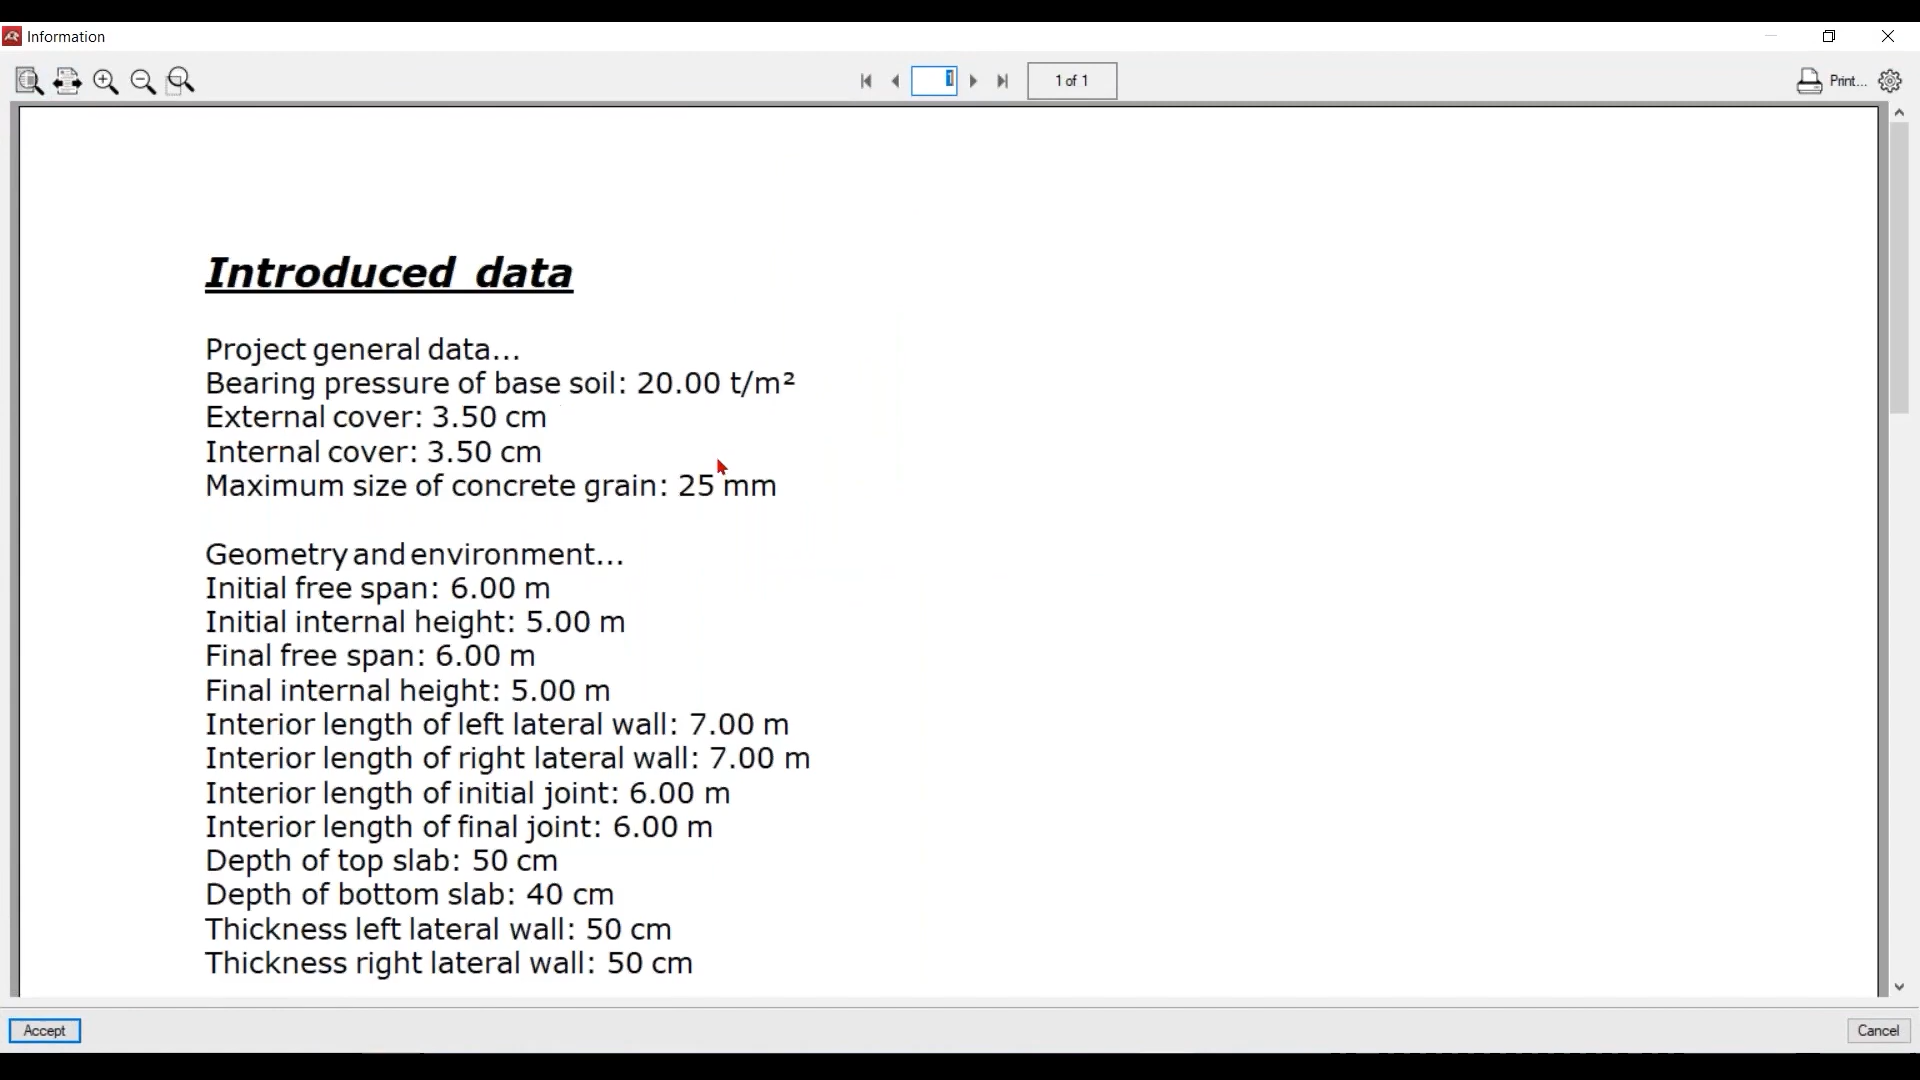 Information
1
1 of 1
Print...
Introduced data
Project general data...
Bearing pressure of base soil: 20.00 t/m²
External cover: 3.50 cm
Internal cover: 3.50 cm
Maximum size of concrete grain: 25 mm
Geometry and environment...
Initial free span: 6.00 m
Initial internal height: 5.00 m
Final free span: 6.00 m
Final internal height: 5.00 m
Interior length of left lateral wall: 7.00 m
Interior length of right lateral wall: 7.00 m
Interior length of initial joint: 6.00 m
Interior length of final joint: 6.00 m
Depth of top slab: 50 cm
Depth of bottom slab: 40 cm
Thickness left lateral wall: 50 cm
Thickness right lateral wall: 50 cm
Accept
Cancel